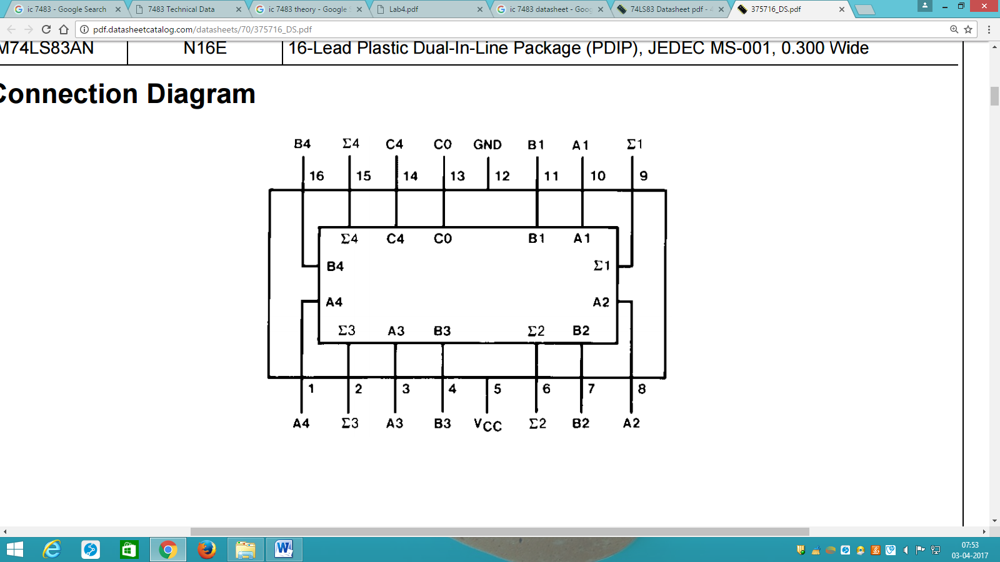 ic 7483 - Google Search
7483 Technical Data
ic 7483 theory - Google S
Lab4.pdf
ic 7483 datasheet - Goog
74LS83 Datasheet pdf - 4
375716_DS.pdf
pdf.datasheetcatalog.com/datasheets/70/375716_DS.pdf
M74LS83AN N16E 16-Lead Plastic Dual-In-Line Package (PDIP), JEDEC MS-001, 0.300 Wide
Connection Diagram
B4 Σ4 C4 C0 GND B1 A1 Σ1
16 15 14 13 12 11 10 9
Σ4 C4 C0 B1 A1
B4 Σ1
A4 A2
Σ3 A3 B3 Σ2 B2
1 2 3 4 5 6 7 8
A4 Σ3 A3 B3 VCC Σ2 B2 A2
07:53
03-04-2017